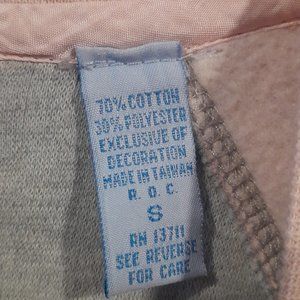 70% COTTON
30% POLYESTER
EXCLUSIVE OF
DECORATION
MADE IN TAIWAN
R. O. C.
S
RN 13711
SEE REVERSE
FOR CARE